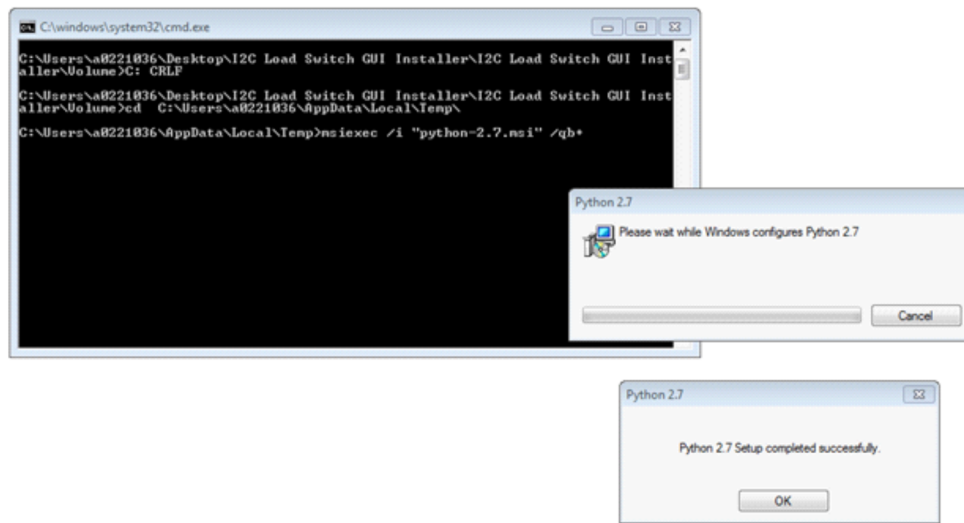 C:\windows\system32\cmd.exe
C:\Users\a0221036\Desktop\I2C Load Switch GUI Installer\I2C Load Switch GUI Inst
aller\Volume>C: CRLF
C:\Users\a0221036\Desktop\I2C Load Switch GUI Installer\I2C Load Switch GUI Inst
aller\Volume>cd  C:\Users\a0221036\AppData\Local\Temp\
C:\Users\a0221036\AppData\Local\Temp>msiexec /i "python-2.7.msi" /qb+
Python 2.7
Please wait while Windows configures Python 2.7
Cancel
Python 2.7
Python 2.7 Setup completed successfully.
OK